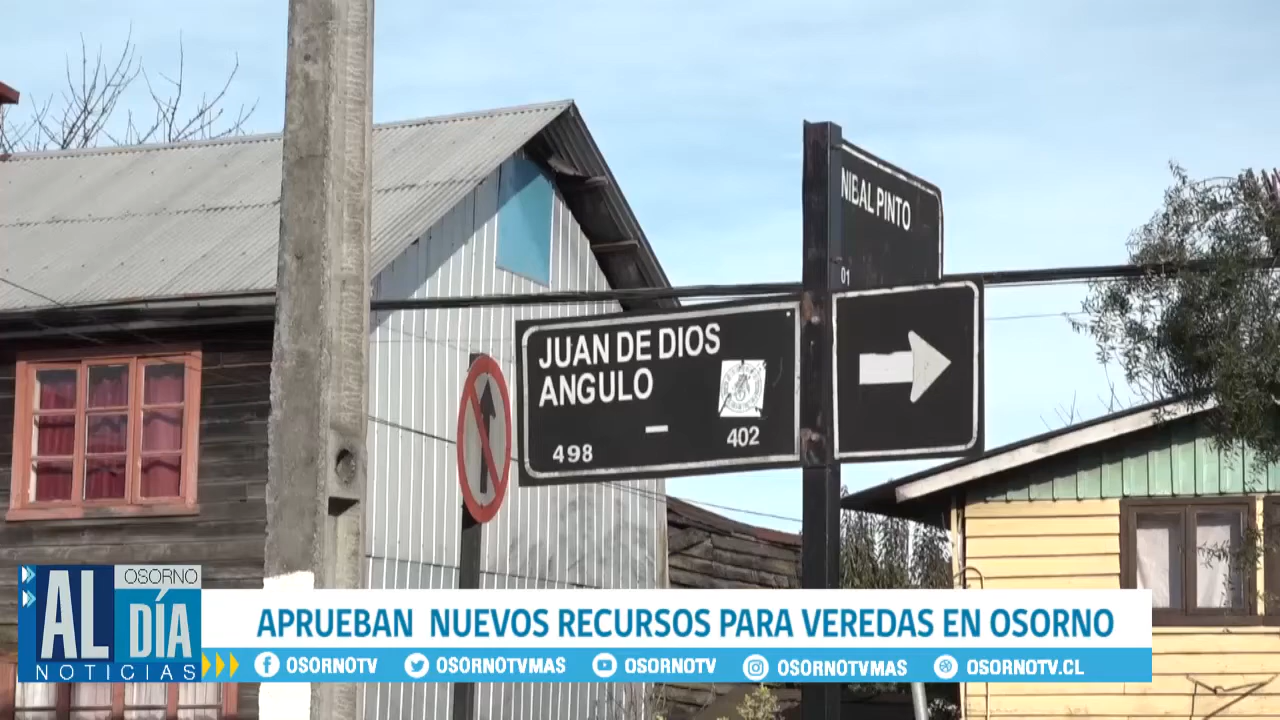 NIBAL PINTO
01
JUAN DE DIOS
ANGULO
498 - 402
AL OSORNO
DÍA
NOTICIAS
APRUEBAN NUEVOS RECURSOS PARA VEREDAS EN OSORNO
OSORNOTV OSORNOTVMAS OSORNOTV OSORNOTVMAS OSORNOTV.CL